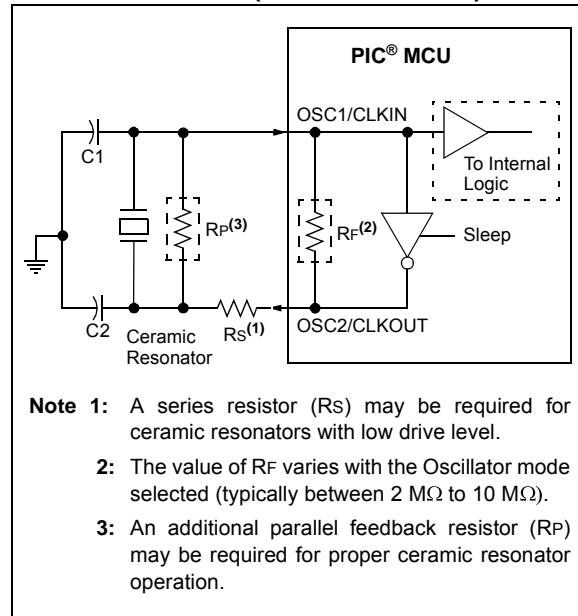 PIC® MCU
OSC1/CLKIN
C1
To Internal
Logic
RP(3)
RF(2)
Sleep
C2
Ceramic
Resonator
RS(1)
OSC2/CLKOUT
Note 1: A series resistor (RS) may be required for
ceramic resonators with low drive level.
2: The value of RF varies with the Oscillator mode
selected (typically between 2 MΩ to 10 MΩ).
3: An additional parallel feedback resistor (RP)
may be required for proper ceramic resonator
operation.